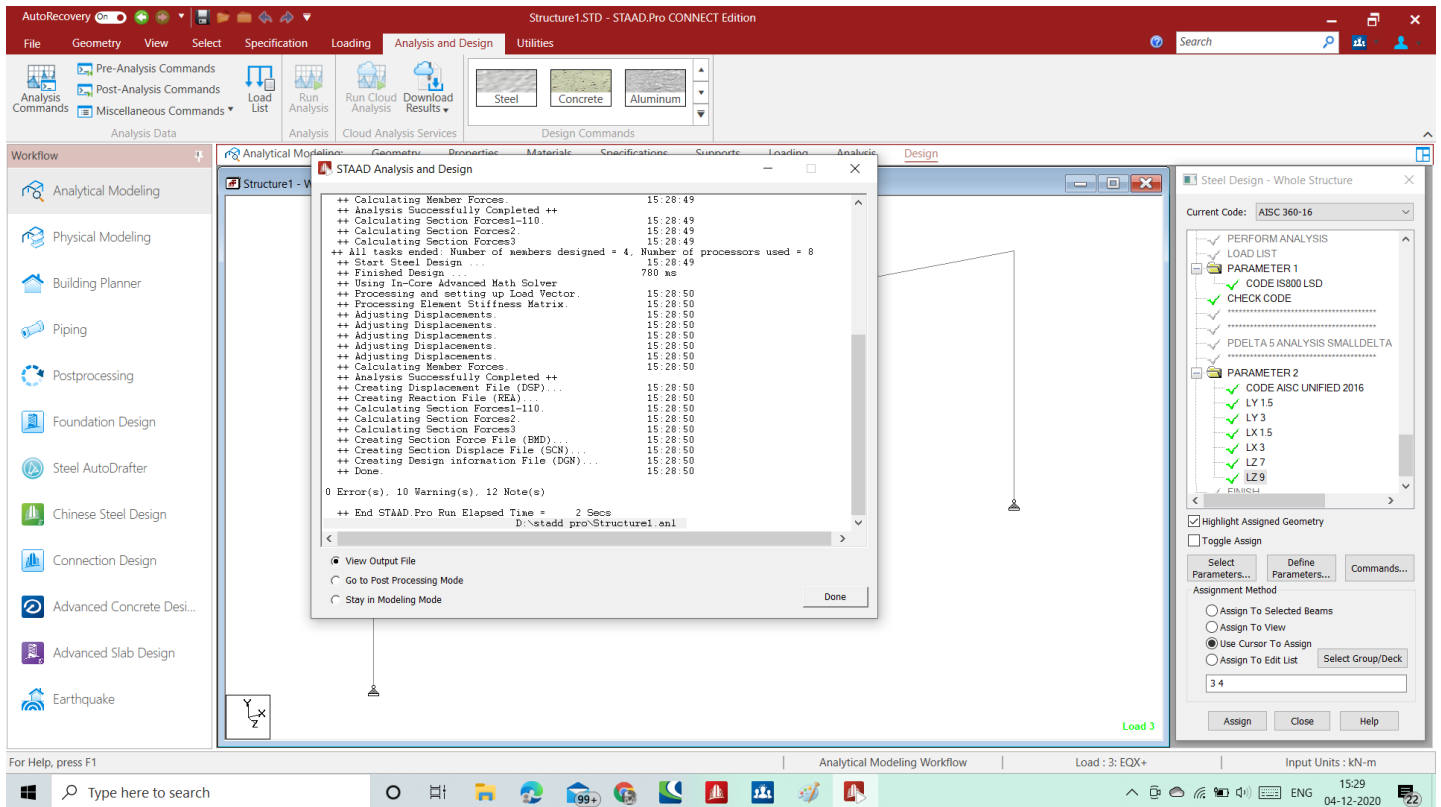 AutoRecovery On
Structure1.STD - STAAD.Pro CONNECT Edition
File Geometry View Select Specification Loading Analysis and Design Utilities
Search
Analysis Commands
Pre-Analysis Commands
Post-Analysis Commands
Miscellaneous Commands
Load List
Run Analysis
Run Cloud Analysis
Download Results
Steel
Concrete
Aluminum
Analysis Data
Analysis
Cloud Analysis Services
Design Commands
Workflow
Analytical Modeling
Physical Modeling
Building Planner
Piping
Postprocessing
Foundation Design
Steel AutoDrafter
Chinese Steel Design
Connection Design
Advanced Concrete Desi...
Advanced Slab Design
Earthquake
Analytical Modeling: Geometry Properties Materials Specifications Supports Loading Analysis Design
Structure1 - W
STAAD Analysis and Design
++ Calculating Member Forces. 15:28:49
++ Analysis Successfully Completed ++
++ Calculating Section Forces1-110. 15:28:49
++ Calculating Section Forces2. 15:28:49
++ Calculating Section Forces3 15:28:49
++ All tasks ended: Number of members designed = 4, Number of processors used = 8
++ Start Steel Design ... 15:28:49
++ Finished Design ... 780 ms
++ Using In-Core Advanced Math Solver
++ Processing and setting up Load Vector. 15:28:50
++ Processing Element Stiffness Matrix. 15:28:50
++ Adjusting Displacements. 15:28:50
++ Adjusting Displacements. 15:28:50
++ Adjusting Displacements. 15:28:50
++ Adjusting Displacements. 15:28:50
++ Adjusting Displacements. 15:28:50
++ Calculating Member Forces. 15:28:50
++ Analysis Successfully Completed ++
++ Creating Displacement File (DSP)... 15:28:50
++ Creating Reaction File (REA)... 15:28:50
++ Calculating Section Forces1-110. 15:28:50
++ Calculating Section Forces2. 15:28:50
++ Calculating Section Forces3 15:28:50
++ Creating Section Force File (BMD)... 15:28:50
++ Creating Section Displace File (SCN)... 15:28:50
++ Creating Design information File (DGN)... 15:28:50
++ Done. 15:28:50
0 Error(s), 10 Warning(s), 12 Note(s)
++ End STAAD.Pro Run Elapsed Time = 2 Secs
D:\stadd pro\Structure1.anl
View Output File
Go to Post Processing Mode
Stay in Modeling Mode
Done
Y
X
Z
Load 3
Steel Design - Whole Structure
Current Code: AISC 360-16
PERFORM ANALYSIS
LOAD LIST
PARAMETER 1
CODE IS800 LSD
CHECK CODE
****************************************
****************************************
PDELTA 5 ANALYSIS SMALLDELTA
****************************************
PARAMETER 2
CODE AISC UNIFIED 2016
LY 1.5
LY 3
LX 1.5
LX 3
LZ 7
LZ 9
FINISH
Highlight Assigned Geometry
Toggle Assign
Select Parameters...
Define Parameters...
Commands...
Assignment Method
Assign To Selected Beams
Assign To View
Use Cursor To Assign
Assign To Edit List
Select Group/Deck
3 4
Assign
Close
Help
For Help, press F1
Analytical Modeling Workflow
Load : 3: EQX+
Input Units : kN-m
Type here to search
99+
ENG
15:29
04-12-2020
22